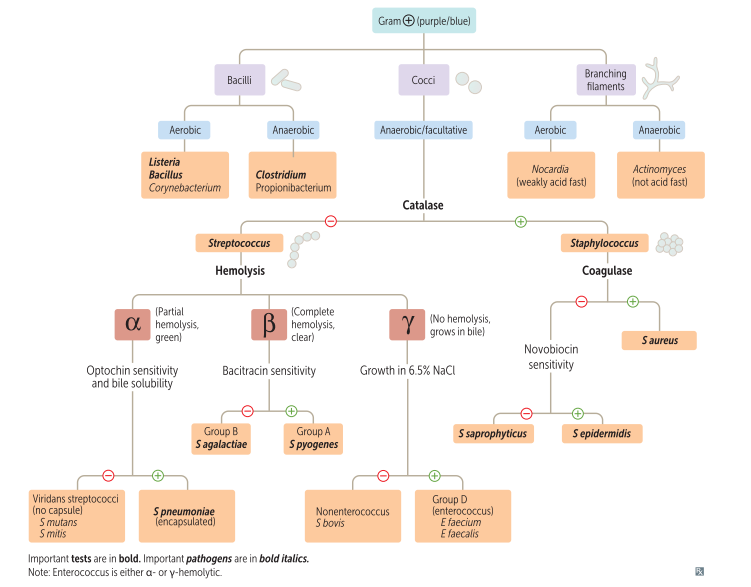 Gram ⊕ (purple/blue)
Bacilli
Cocci
Branching
filaments
Aerobic
Anaerobic
Anaerobic/facultative
Aerobic
Anaerobic
Listeria
Bacillus
Corynebacterium
Clostridium
Propionibacterium
Nocardia
(weakly acid fast)
Actinomyces
(not acid fast)
Catalase
−
+
Streptococcus
Staphylococcus
Hemolysis
Coagulase
α
(Partial
hemolysis,
green)
β
(Complete
hemolysis,
clear)
γ
(No hemolysis,
grows in bile)
−
+
S aureus
Novobiocin
sensitivity
Optochin sensitivity
and bile solubility
Bacitracin sensitivity
Growth in 6.5% NaCl
−
+
Group B
S agalactiae
Group A
S pyogenes
−
+
S saprophyticus
S epidermidis
−
+
Viridans streptococci
(no capsule)
S mutans
S mitis
S pneumoniae
(encapsulated)
−
+
Nonenterococcus
S bovis
Group D
(enterococcus)
E faecium
E faecalis
Important tests are in bold. Important pathogens are in bold italics.
Note: Enterococcus is either α- or γ-hemolytic.